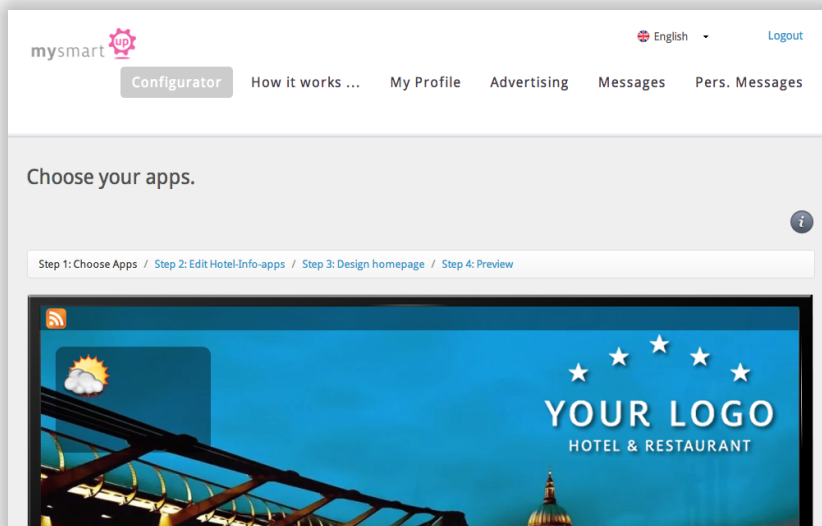 mysmart up
English
Logout
Configurator
How it works ...
My Profile
Advertising
Messages
Pers. Messages
Choose your apps.
i
Step 1: Choose Apps / Step 2: Edit Hotel-Info-apps / Step 3: Design homepage / Step 4: Preview
YOUR LOGO
HOTEL & RESTAURANT